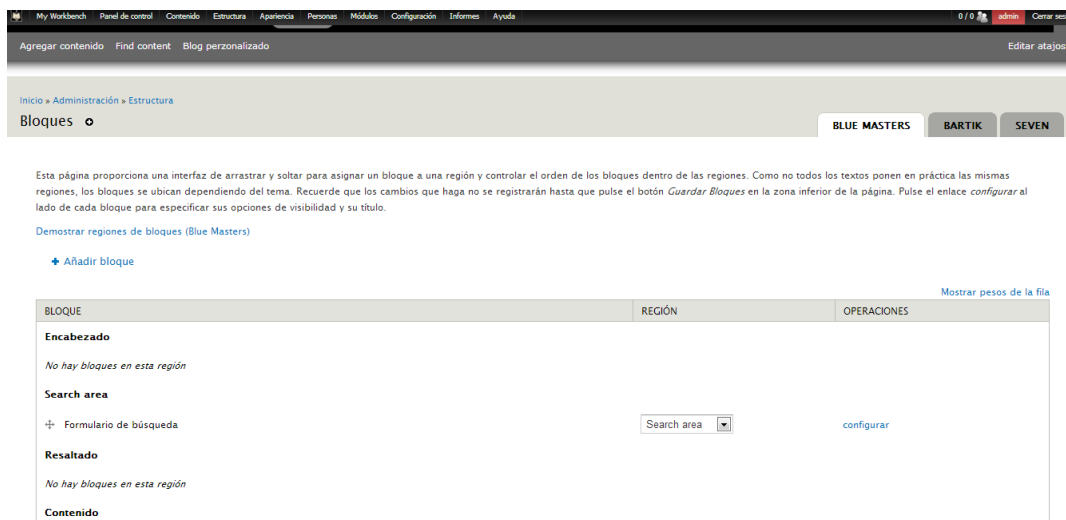 My Workbench Panel de control Contenido Estructura Apariencia Personas Módulos Configuración Informes Ayuda 0 / 0 admin Cerrar ses
Agregar contenido Find content Blog perzonalizado Editar atajos
Inicio » Administración » Estructura
Bloques BLUE MASTERS BARTIK SEVEN
Esta página proporciona una interfaz de arrastrar y soltar para asignar un bloque a una región y controlar el orden de los bloques dentro de las regiones. Como no todos los textos ponen en práctica las mismas
regiones, los bloques se ubican dependiendo del tema. Recuerde que los cambios que haga no se registrarán hasta que pulse el botón Guardar Bloques en la zona inferior de la página. Pulse el enlace configurar al
lado de cada bloque para especificar sus opciones de visibilidad y su título.
Demostrar regiones de bloques (Blue Masters)
+ Añadir bloque
Mostrar pesos de la fila
BLOQUE REGIÓN OPERACIONES
Encabezado
No hay bloques en esta región
Search area
Formulario de búsqueda Search area configurar
Resaltado
No hay bloques en esta región
Contenido